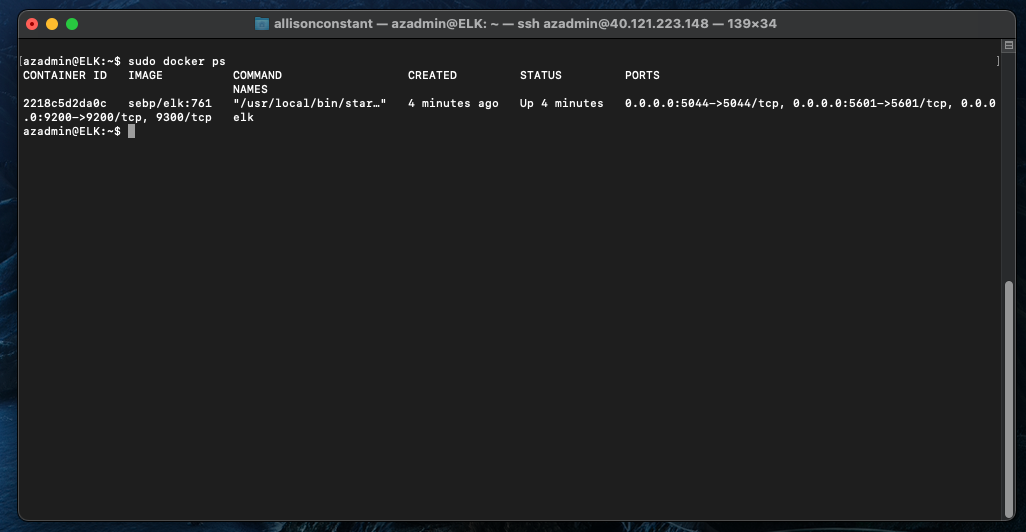 allisonconstant — azadmin@ELK: ~ — ssh azadmin@40.121.223.148 — 139×34
[azadmin@ELK:~$ sudo docker ps ]
CONTAINER ID   IMAGE          COMMAND                  CREATED         STATUS         PORTS
                              NAMES
2218c5d2da0c   sebp/elk:761   "/usr/local/bin/star…"   4 minutes ago   Up 4 minutes   0.0.0.0:5044->5044/tcp, 0.0.0.0:5601->5601/tcp, 0.0.0
.0:9200->9200/tcp, 9300/tcp   elk
azadmin@ELK:~$